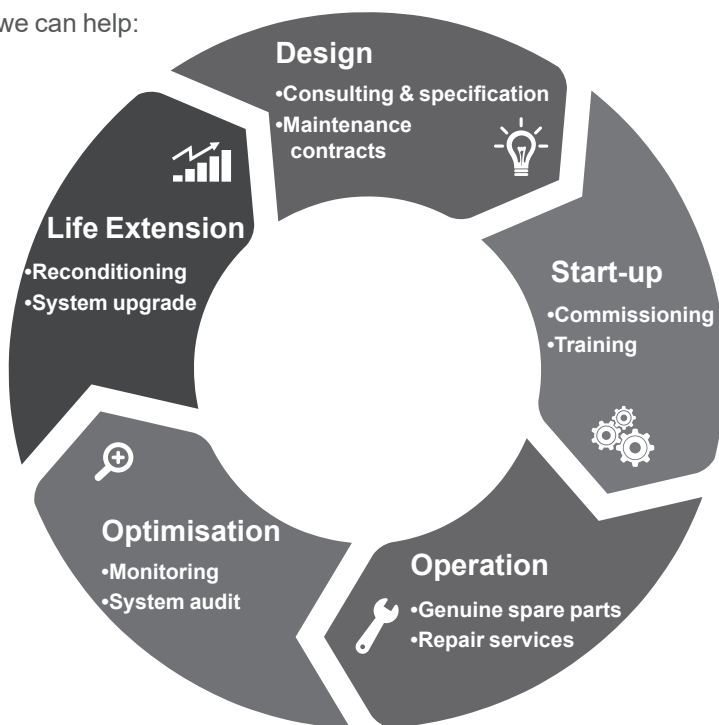 we can help:
Design
•Consulting & specification
•Maintenance
contracts
Start-up
•Commissioning
•Training
Operation
•Genuine spare parts
•Repair services
Optimisation
•Monitoring
•System audit
Life Extension
•Reconditioning
•System upgrade